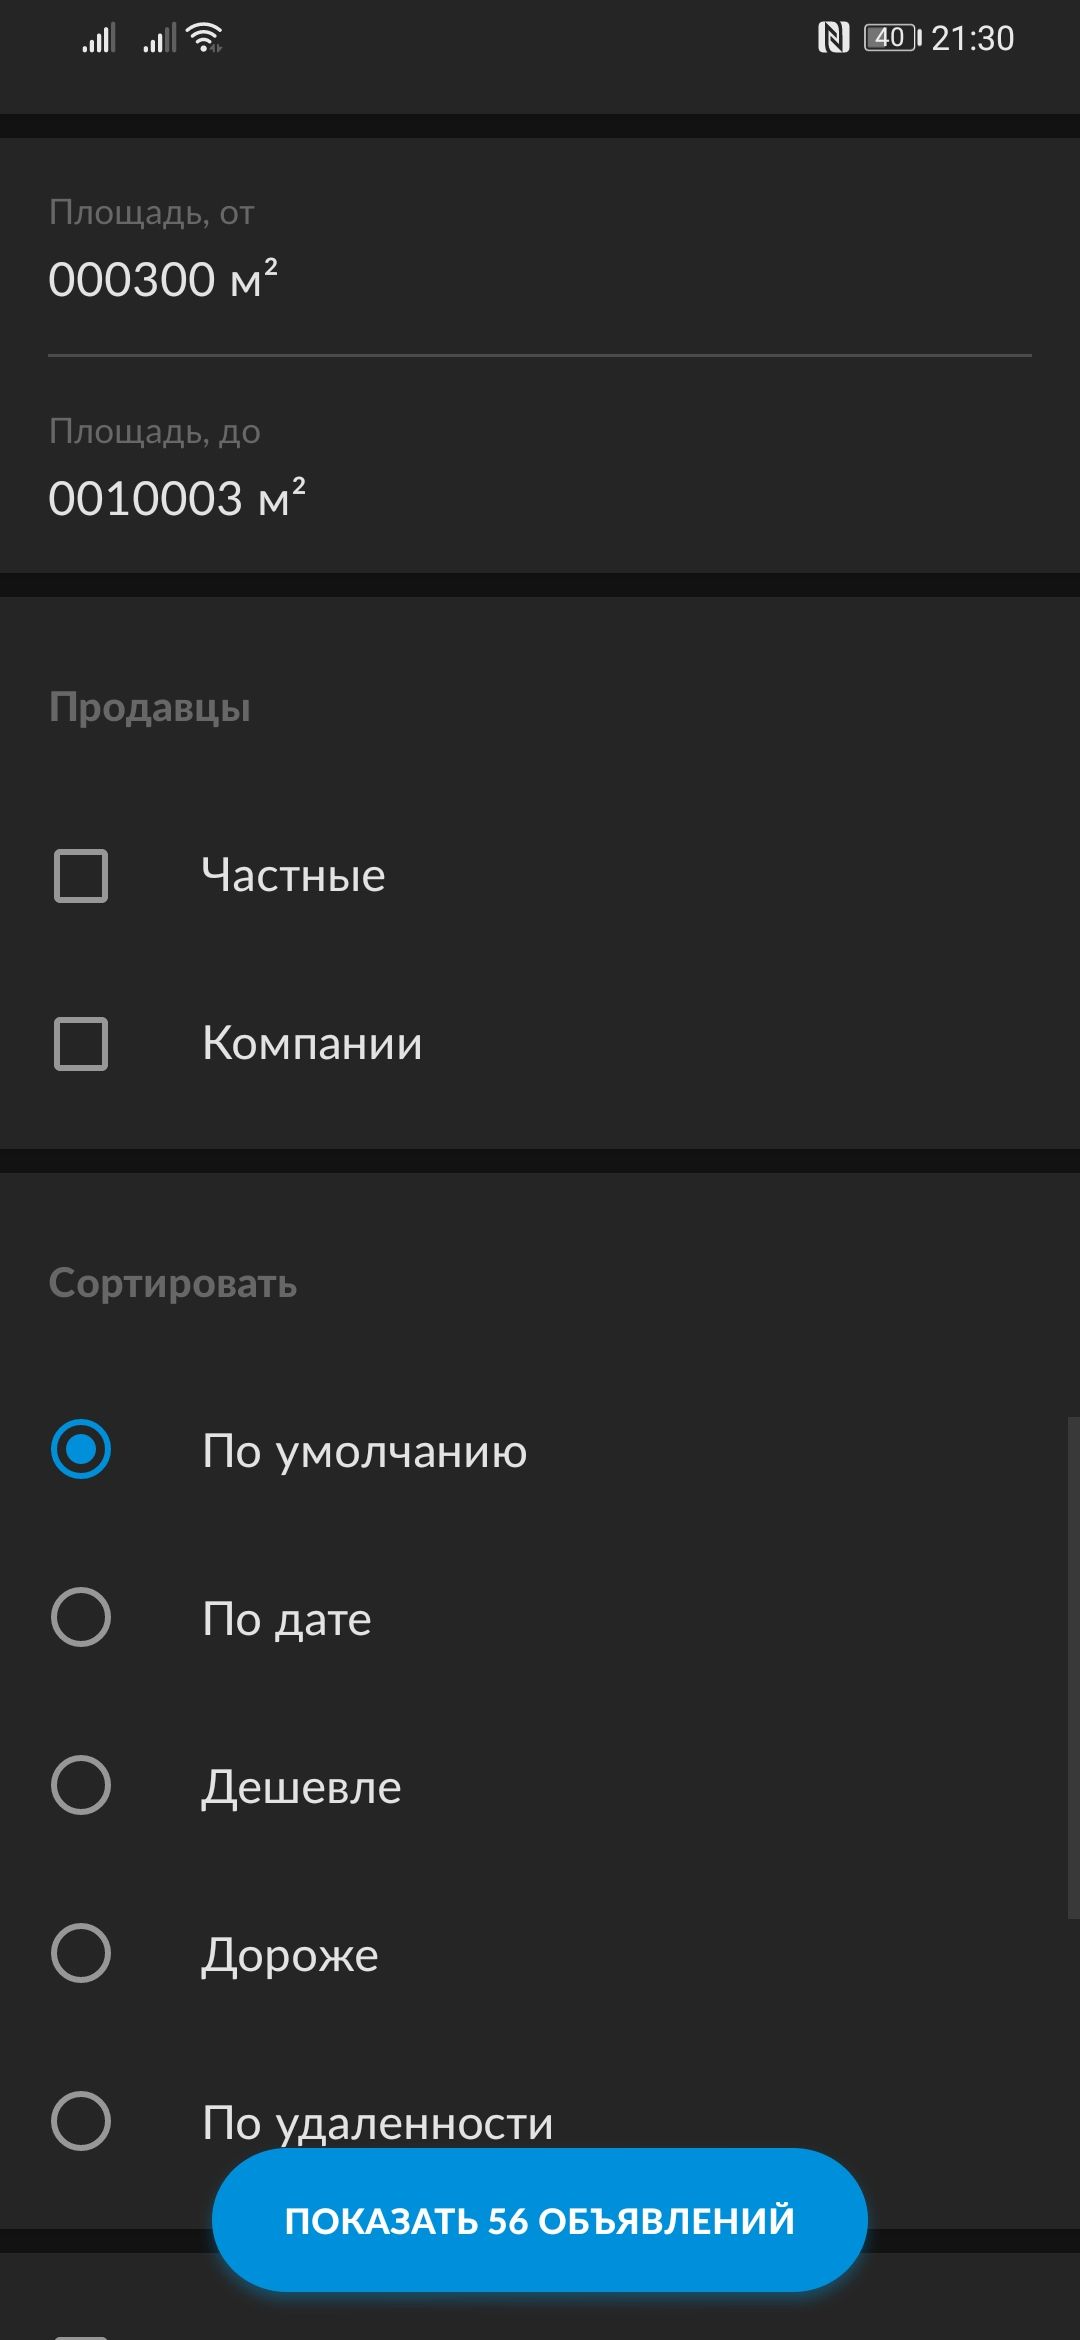 40 21:30
Площадь, от
000300 м²
Площадь, до
0010003 м²
Продавцы
Частные
Компании
Сортировать
По умолчанию
По дате
Дешевле
Дороже
По удаленности
ПОКАЗАТЬ 56 ОБЪЯВЛЕНИЙ